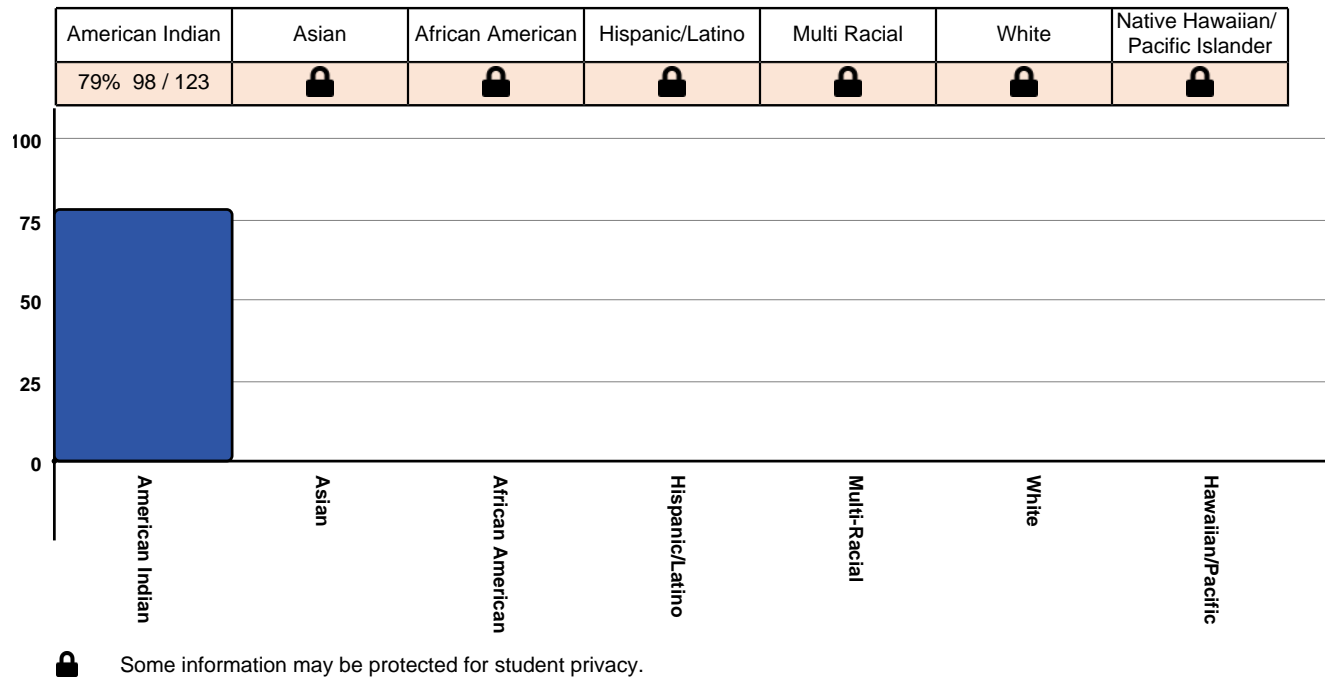 American Indian Asian African American Hispanic/Latino Multi Racial White Native Hawaiian/
Pacific Islander
79% 98 / 123
100
75
50
25
0
American Indian
Asian
African American
Hispanic/Latino
Multi-Racial
White
Hawaiian/Pacific
Some information may be protected for student privacy.